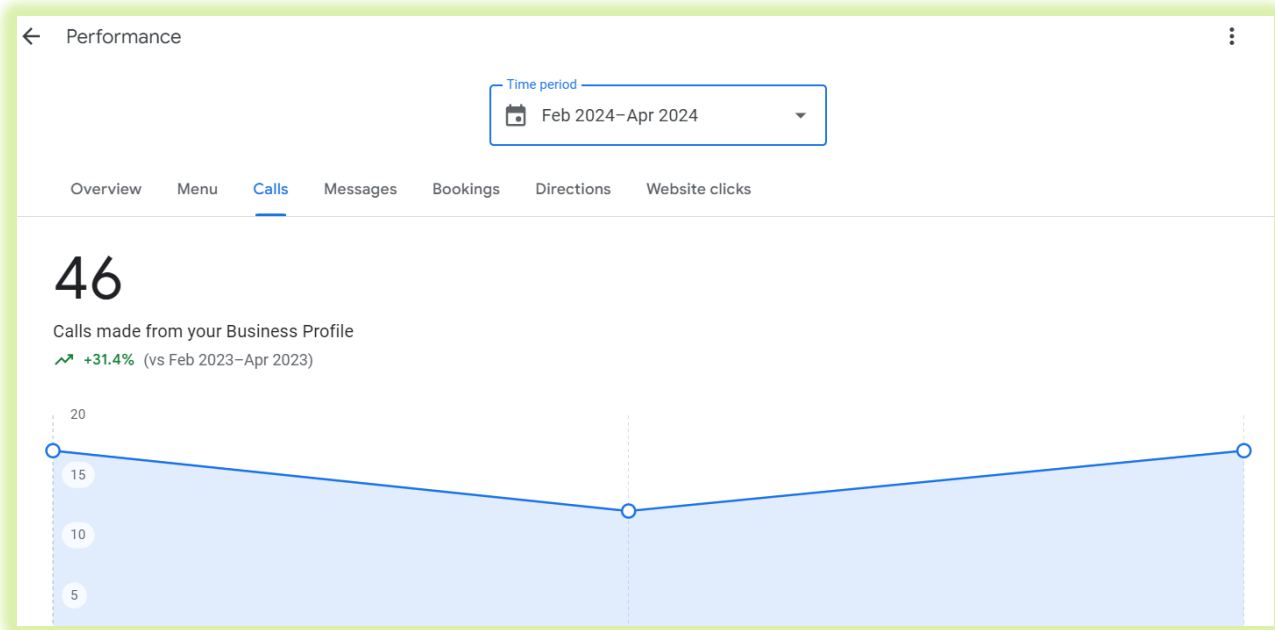 Performance
Time period
Feb 2024–Apr 2024
Overview Menu Calls Messages Bookings Directions Website clicks
46
Calls made from your Business Profile
+31.4% (vs Feb 2023–Apr 2023)
20
15
10
5